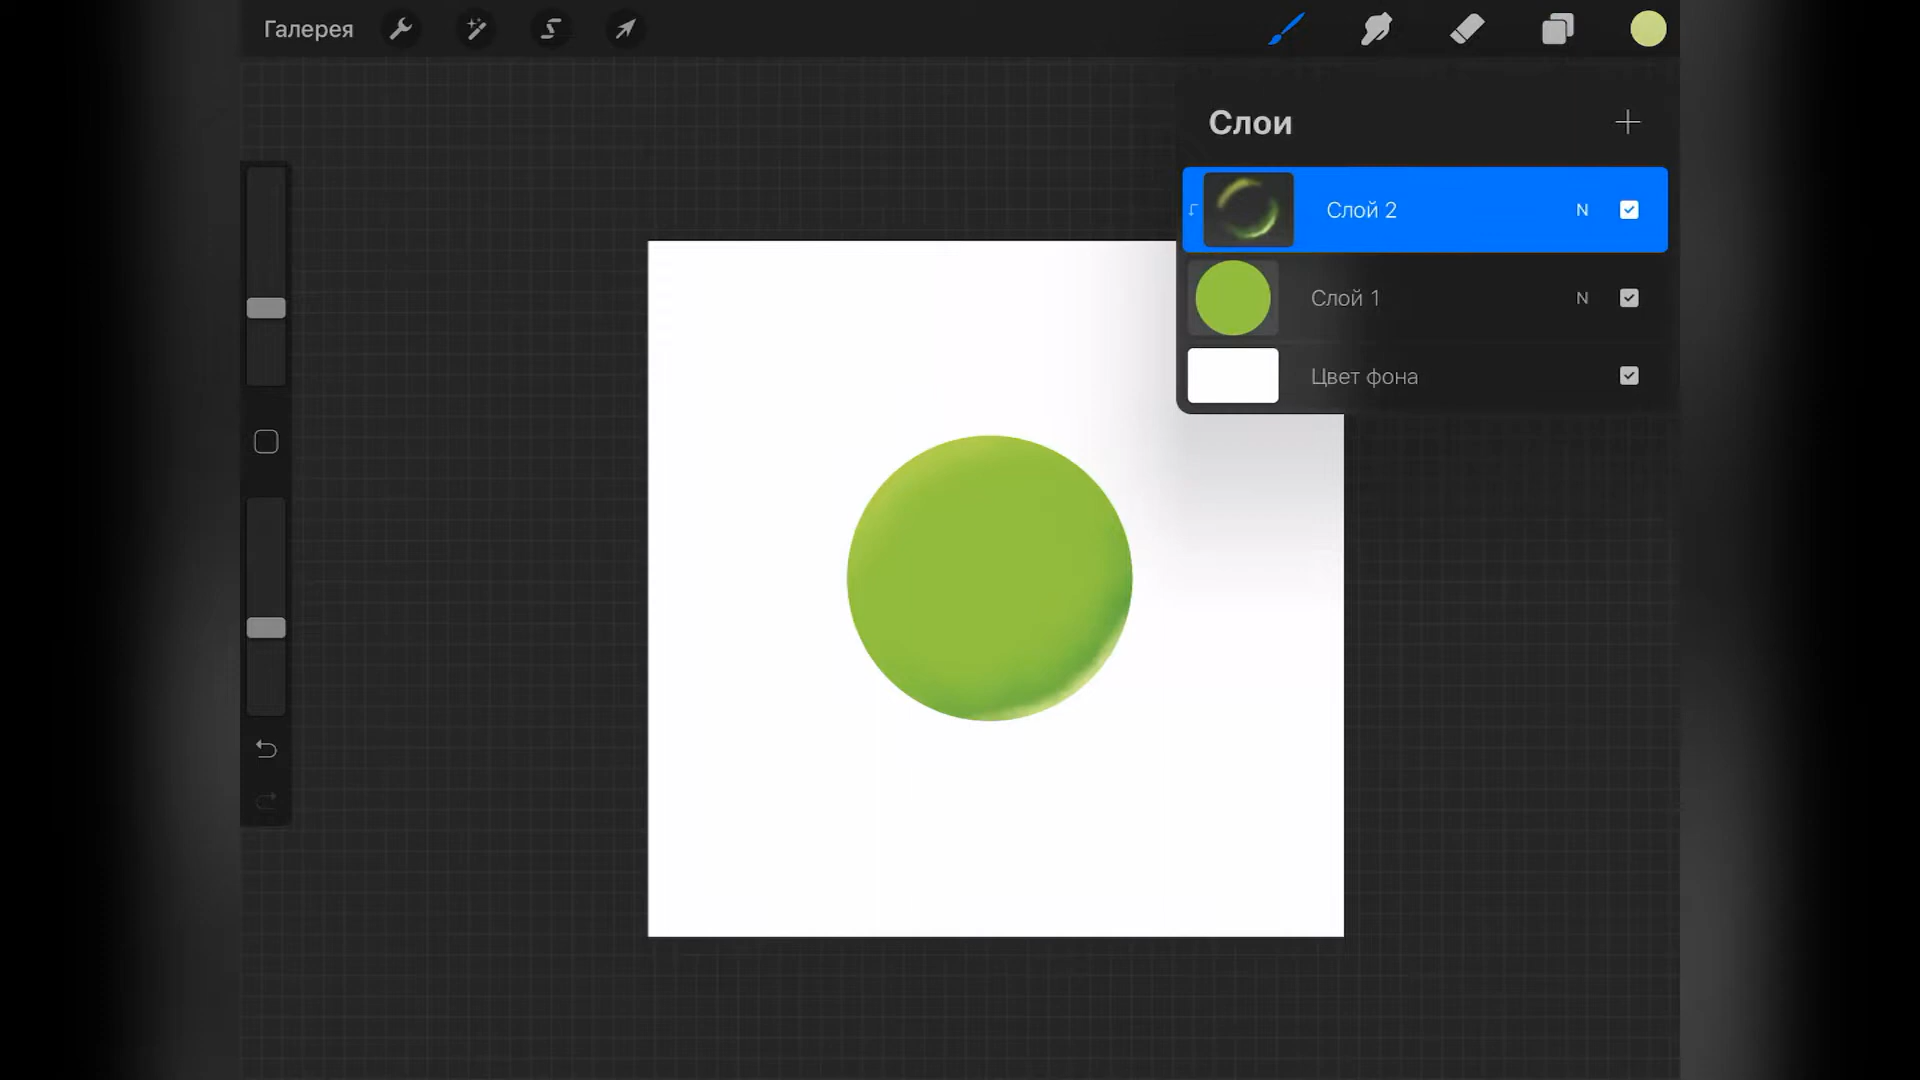 Галерея
Слои
Слой 2 N
Слой 1 N
Цвет фона